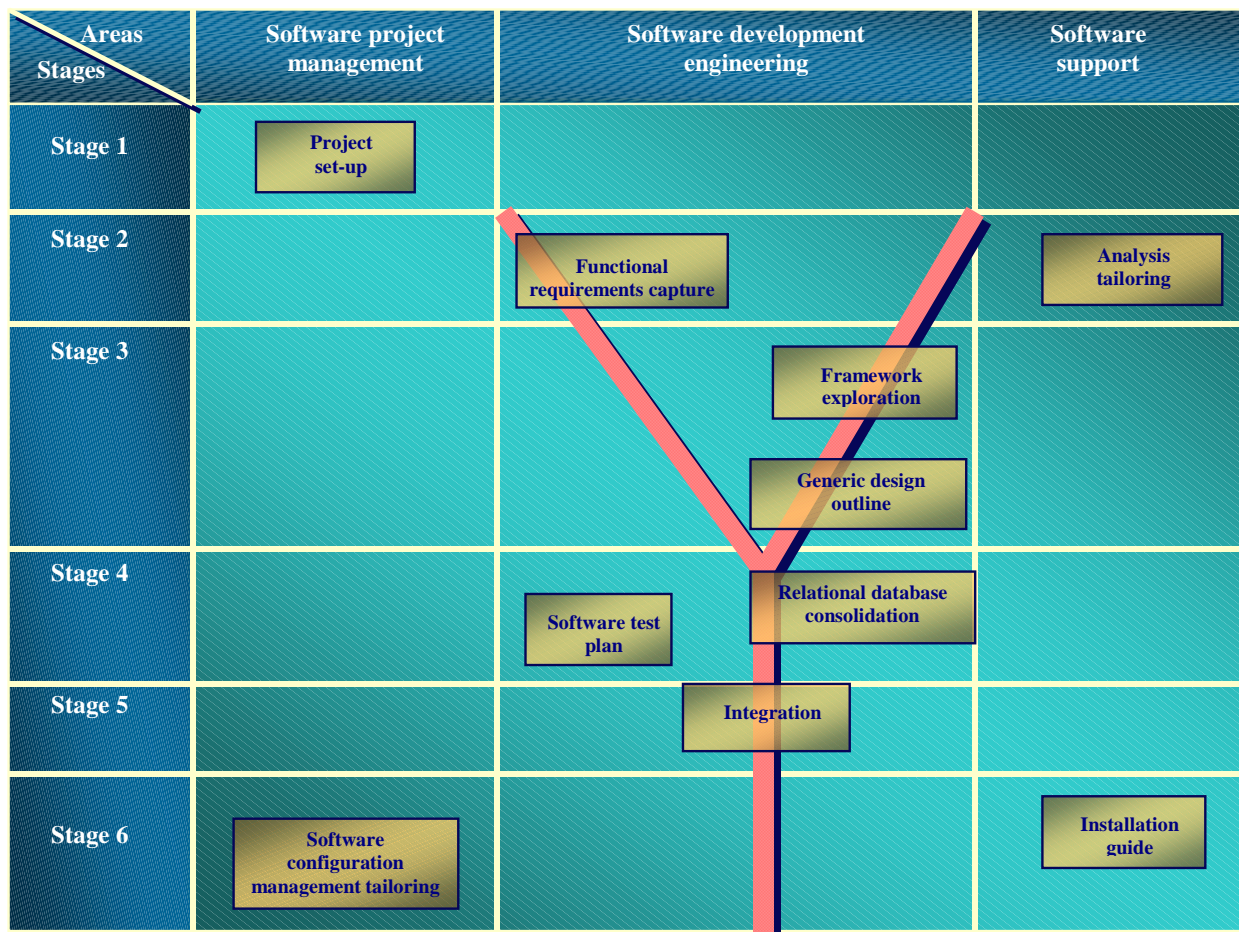 Areas
Stages
Software project
management
Software development
engineering
Software
support
Stage 1
Project
set-up
Stage 2
Functional
requirements capture
Analysis
tailoring
Stage 3
Framework
exploration
Generic design
outline
Stage 4
Relational database
consolidation
Software test
plan
Stage 5
Integration
Stage 6
Software
configuration
management tailoring
Installation
guide